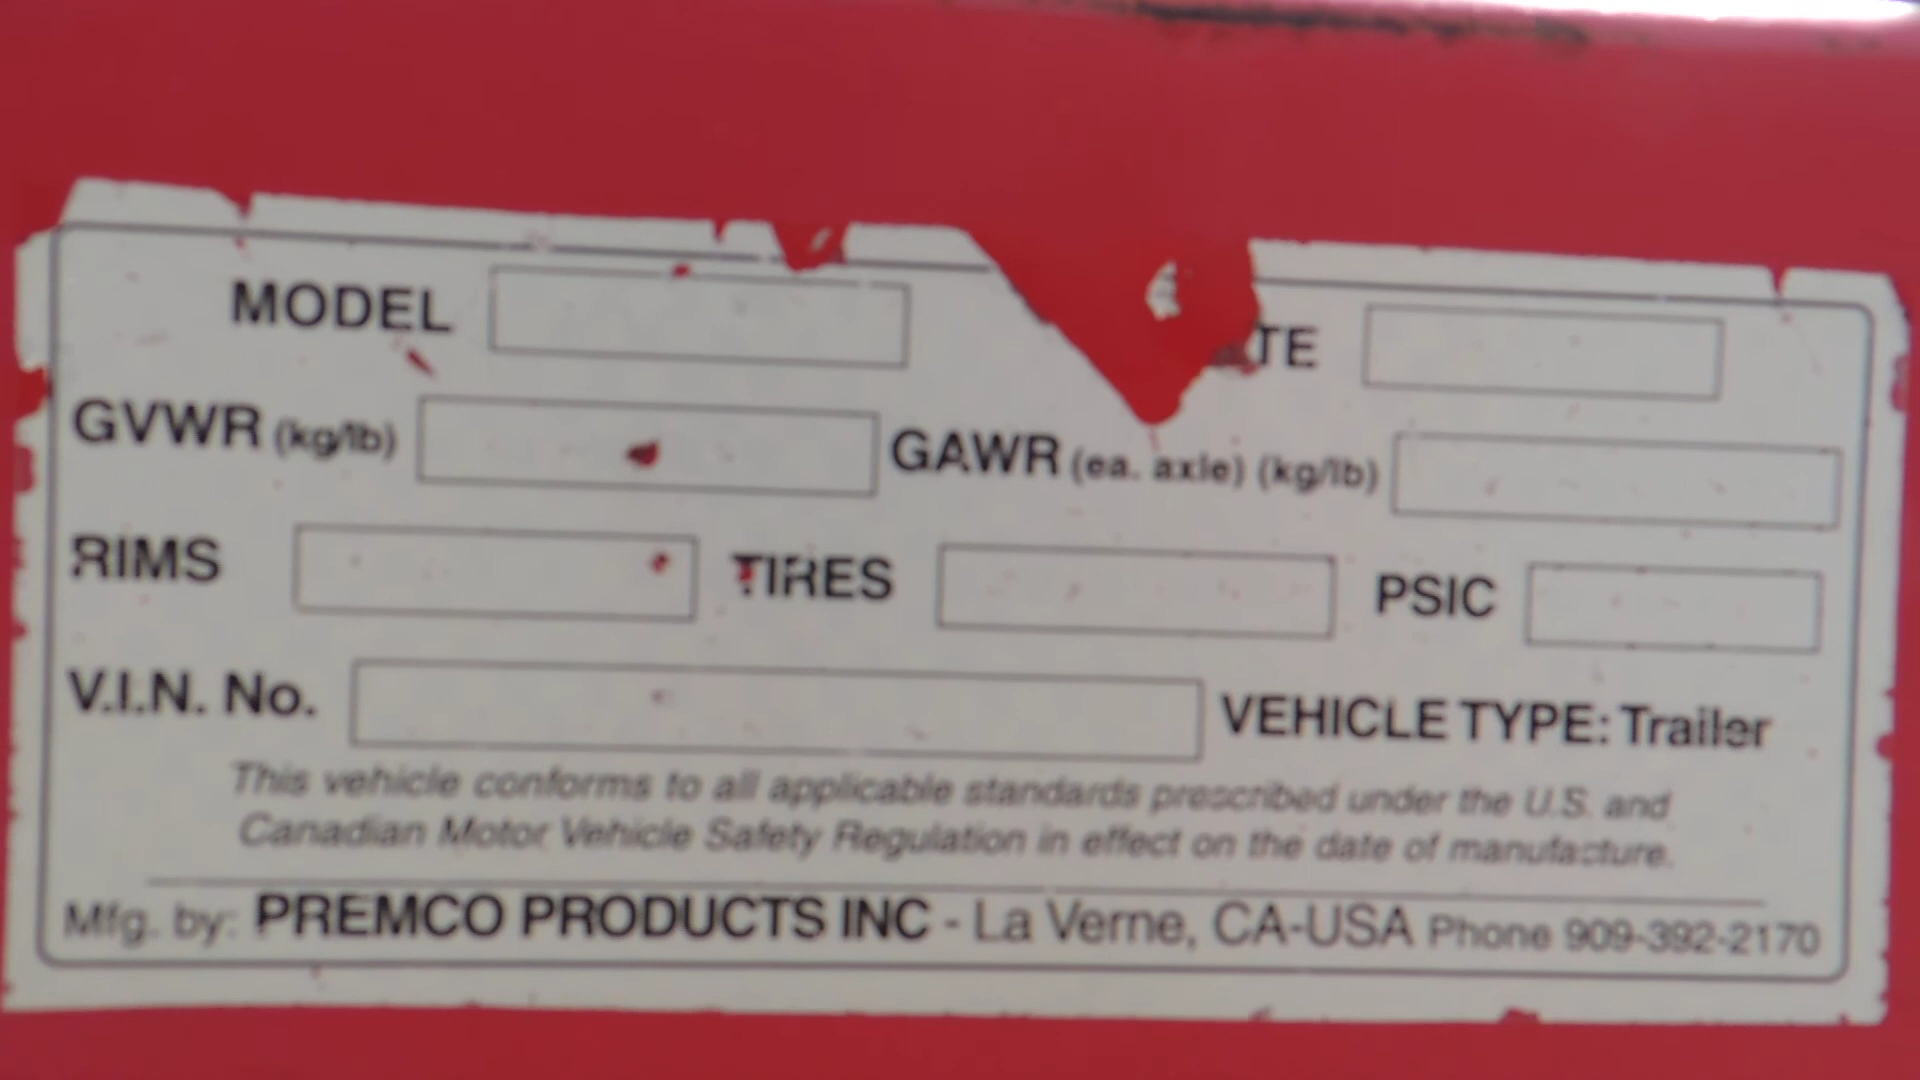 MODEL TE
GVWR (kg/lb) GAWR (ea. axle) (kg/lb)
RIMS TIRES PSIC
V.I.N. No. VEHICLE TYPE: Trailer
This vehicle conforms to all applicable standards prescribed under the U.S. and
Canadian Motor Vehicle Safety Regulation in effect on the date of manufacture.
Mfg. by: PREMCO PRODUCTS INC - La Verne, CA-USA Phone 909-392-2170